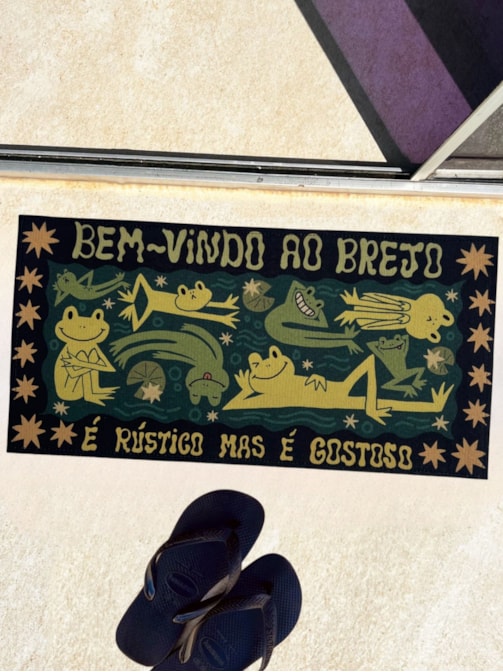 BEM~ViNDO AO BREJO
É RÚSTiCO MAS É GOSTOSO